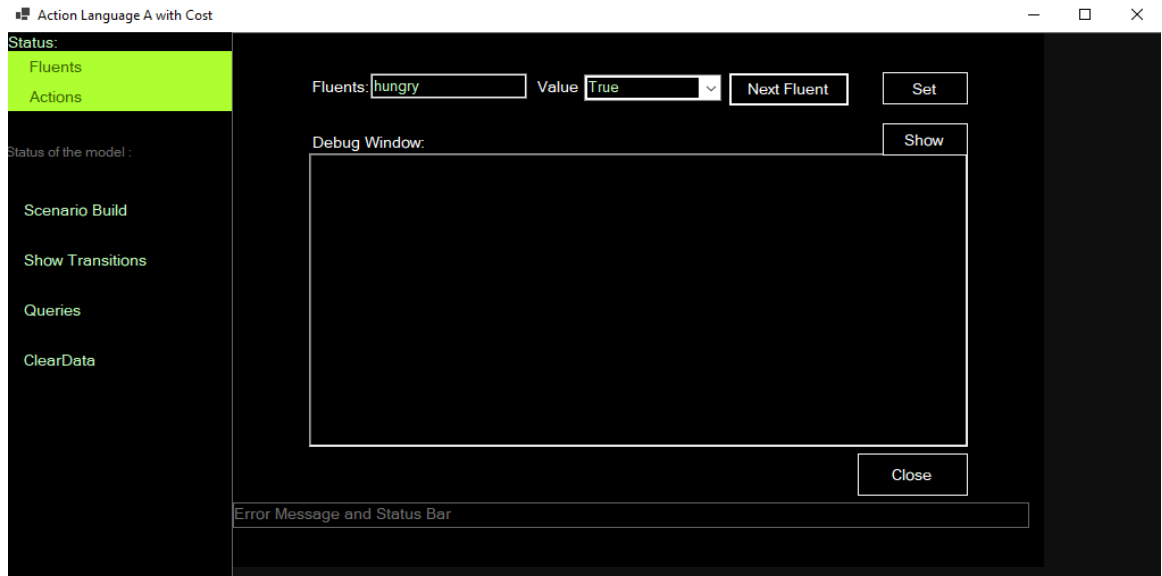 Action Language A with Cost
Status:
Fluents
Actions
Status of the model :
Scenario Build
Show Transitions
Queries
ClearData
Fluents: hungry Value True Next Fluent Set
Debug Window: Show
Close
Error Message and Status Bar